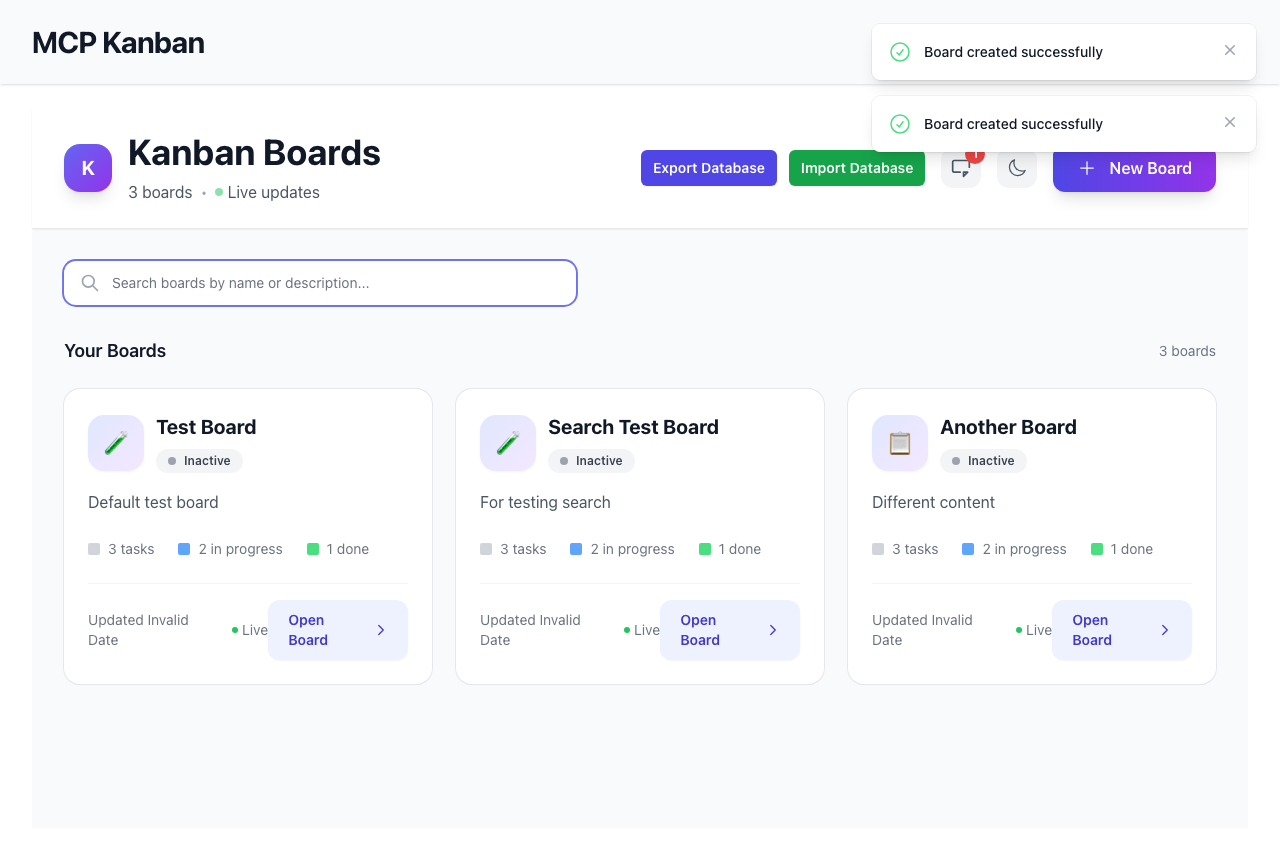 MCP Kanban
Board created successfully
Board created successfully
K
Kanban Boards
3 boards • Live updates
Export Database
Import Database
New Board
Search boards by name or description...
Your Boards
3 boards
Test Board
Inactive
Default test board
3 tasks
2 in progress
1 done
Updated Invalid
Date
Live
Open
Board
Search Test Board
Inactive
For testing search
3 tasks
2 in progress
1 done
Updated Invalid
Date
Live
Open
Board
Another Board
Inactive
Different content
3 tasks
2 in progress
1 done
Updated Invalid
Date
Live
Open
Board